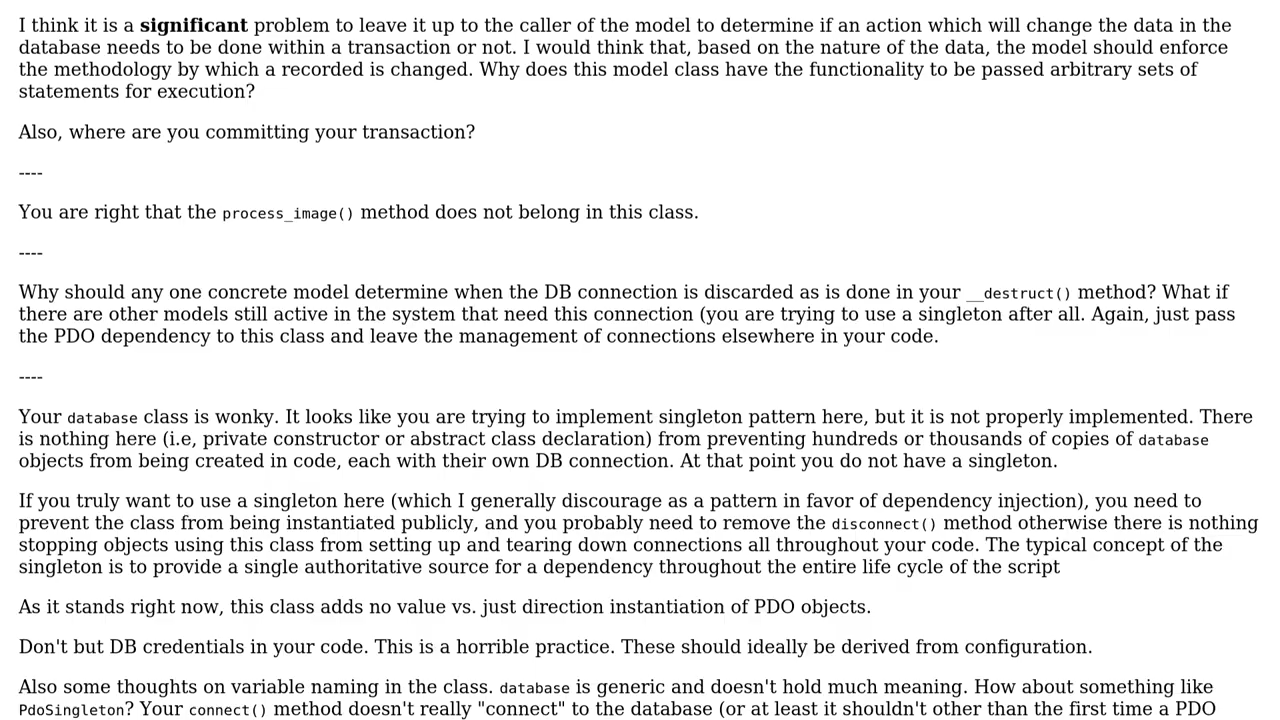 I think it is a significant problem to leave it up to the caller of the model to determine if an action which will change the data in the
database needs to be done within a transaction or not. I would think that, based on the nature of the data, the model should enforce
the methodology by which a recorded is changed. Why does this model class have the functionality to be passed arbitrary sets of
statements for execution?
Also, where are you committing your transaction?
----
You are right that the process_image() method does not belong in this class.
----
Why should any one concrete model determine when the DB connection is discarded as is done in your __destruct() method? What if
there are other models still active in the system that need this connection (you are trying to use a singleton after all. Again, just pass
the PDO dependency to this class and leave the management of connections elsewhere in your code.
----
Your database class is wonky. It looks like you are trying to implement singleton pattern here, but it is not properly implemented. There
is nothing here (i.e, private constructor or abstract class declaration) from preventing hundreds or thousands of copies of database
objects from being created in code, each with their own DB connection. At that point you do not have a singleton.
If you truly want to use a singleton here (which I generally discourage as a pattern in favor of dependency injection), you need to
prevent the class from being instantiated publicly, and you probably need to remove the disconnect() method otherwise there is nothing
stopping objects using this class from setting up and tearing down connections all throughout your code. The typical concept of the
singleton is to provide a single authoritative source for a dependency throughout the entire life cycle of the script
As it stands right now, this class adds no value vs. just direction instantiation of PDO objects.
Don't but DB credentials in your code. This is a horrible practice. These should ideally be derived from configuration.
Also some thoughts on variable naming in the class. database is generic and doesn't hold much meaning. How about something like
PdoSingleton? Your connect() method doesn't really "connect" to the database (or at least it shouldn't other than the first time a PDO